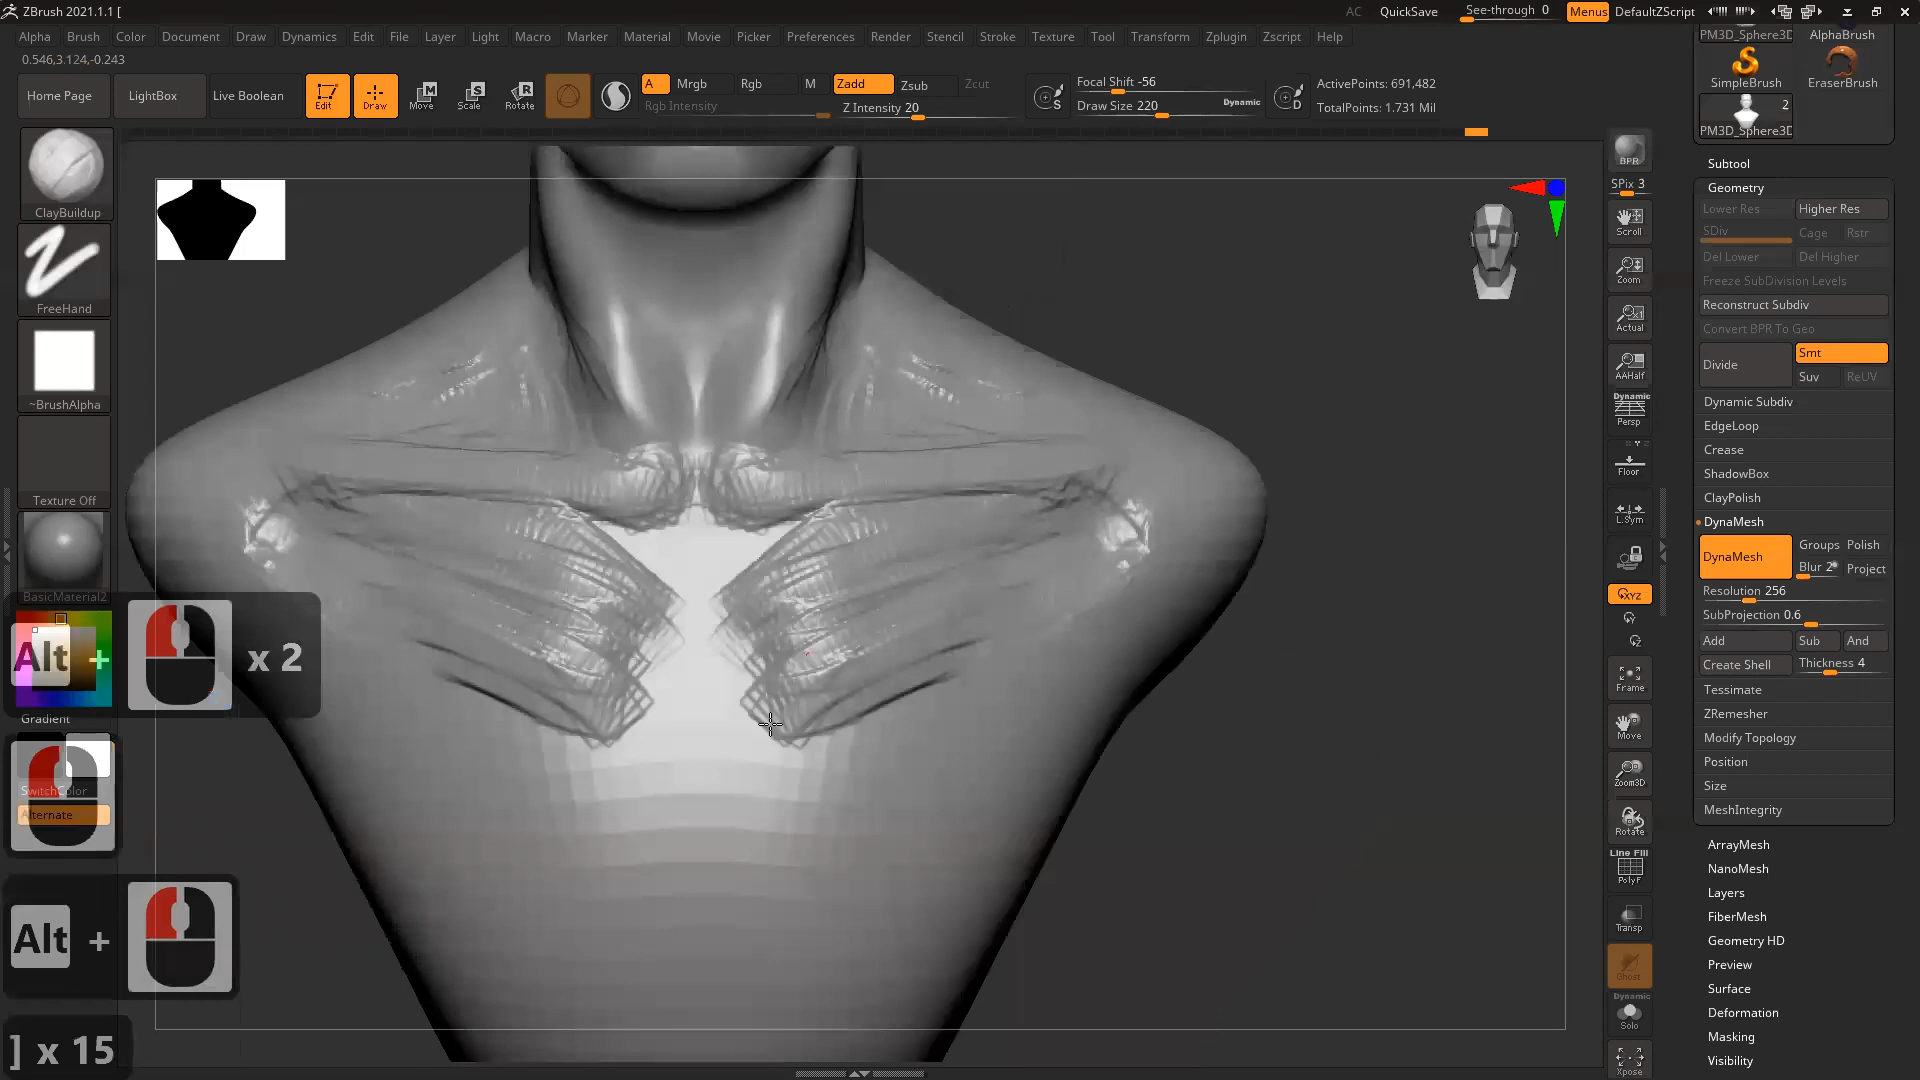 ZBrush 2021.1.1 [
AC
QuickSave
See-through 0
Menus
DefaultZScript
Alpha Brush Color Document Draw Dynamics Edit File Layer Light Macro Marker Material Movie Picker Preferences Render Stencil Stroke Texture Tool Transform Zplugin Zscript Help
0.546,3.124,-0.243
Home Page
LightBox
Live Boolean
Edit
Draw
Move
Scale
Rotate
A
Mrgb
Rgb
M
Zadd
Zsub
Zcut
Rgb Intensity
Z Intensity 20
Focal Shift -56
Draw Size 220
Dynamic
ActivePoints: 691,482
TotalPoints: 1.731 Mil
ClayBuildup
FreeHand
~BrushAlpha
Texture Off
BasicMaterial2
Alt +
x 2
Gradient
SwitchColor
Alternate
Alt +
] x 15
BPR
SPix 3
Scroll
Zoom
Actual
AAHalf
Dynamic
Persp
Floor
L.Sym
XYZ
Frame
Move
Zoom3D
Rotate
Line Fill
PolyF
Transp
Ghost
Dynamic
Solo
Xpose
PM3D_Sphere3D
AlphaBrush
SimpleBrush
EraserBrush
2
PM3D_Sphere3D
Subtool
Geometry
Lower Res
Higher Res
SDiv
Cage
Rstr
Del Lower
Del Higher
Freeze SubDivision Levels
Reconstruct Subdiv
Convert BPR To Geo
Divide
Smt
Suv
ReUV
Dynamic Subdiv
EdgeLoop
Crease
ShadowBox
ClayPolish
DynaMesh
DynaMesh
Groups
Polish
Blur 2
Project
Resolution 256
SubProjection 0.6
Add
Sub
And
Create Shell
Thickness 4
Tessimate
ZRemesher
Modify Topology
Position
Size
MeshIntegrity
ArrayMesh
NanoMesh
Layers
FiberMesh
Geometry HD
Preview
Surface
Deformation
Masking
Visibility